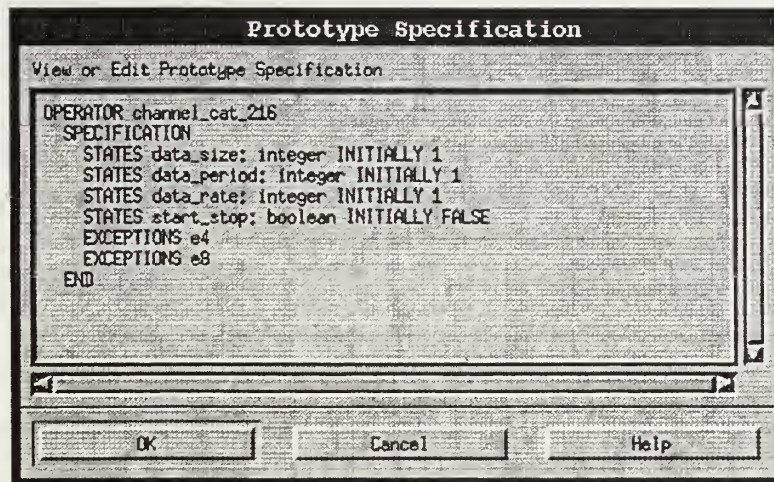 Prototype Specification
View or Edit Prototype Specification
OPERATOR channel_cat_216
SPECIFICATION
STATES data_size: integer INITIALLY 1
STATES data_period: integer INITIALLY 1
STATES data_rate: integer INITIALLY 1
STATES start_stop: boolean INITIALLY FALSE
EXCEPTIONS e4
EXCEPTIONS e8
END
OK Cancel Help